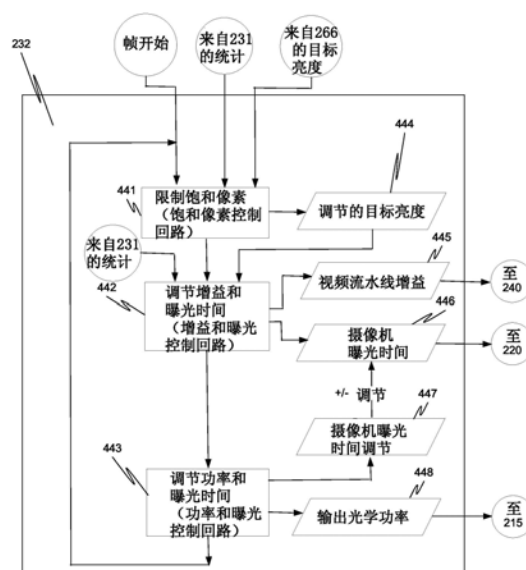 232
帧开始
来自231
的统计
来自266
的目标
亮度
444
441
限制饱和像素
（饱和像素控制
回路）
调节的目标亮度
来自231
的统计
442
调节增益和
曝光时间
（增益和曝光
控制回路）
445
视频流水线增益
至
240
446
摄像机
曝光时间
至
220
+/- 调节
447
摄像机曝光
时间调节
443
调节功率和
曝光时间
（功率和曝光
控制回路）
448
输出光学功率
至
215